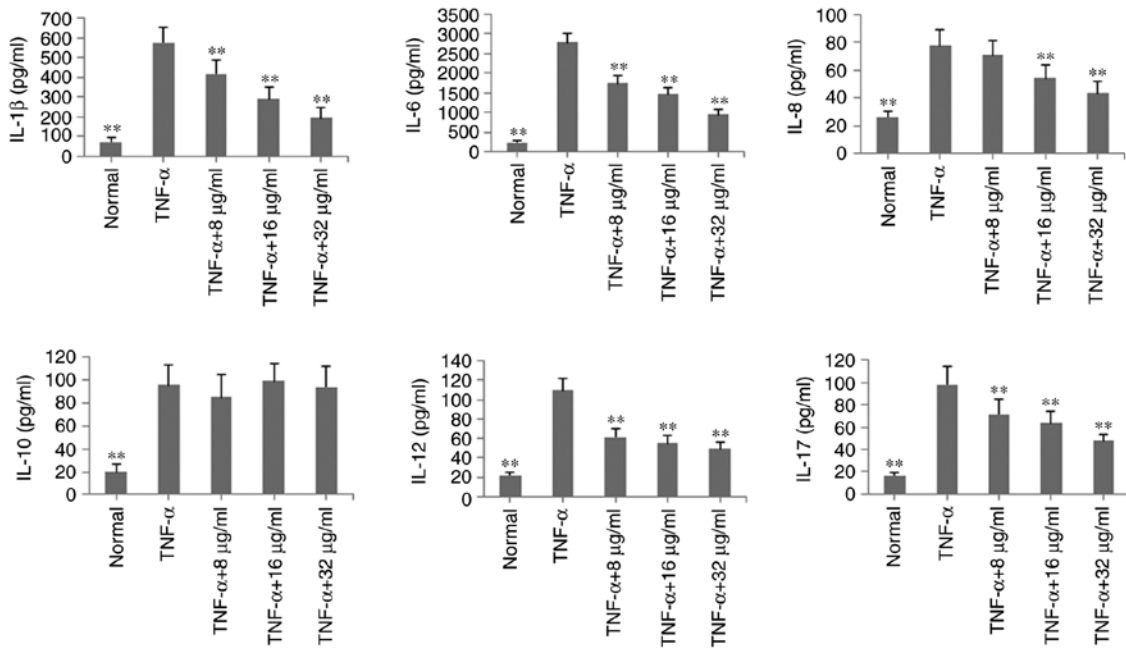 IL-1β (pg/ml)
700
600
500
400
300
200
100
0
**
**
**
**
Normal
TNF-α
TNF-α+8 μg/ml
TNF-α+16 μg/ml
TNF-α+32 μg/ml
IL-6 (pg/ml)
3500
3000
2500
2000
1500
1000
500
0
**
**
**
**
Normal
TNF-α
TNF-α+8 μg/ml
TNF-α+16 μg/ml
TNF-α+32 μg/ml
IL-8 (pg/ml)
100
80
60
40
20
0
**
**
**
Normal
TNF-α
TNF-α+8 μg/ml
TNF-α+16 μg/ml
TNF-α+32 μg/ml
IL-10 (pg/ml)
120
100
80
60
40
20
0
**
Normal
TNF-α
TNF-α+8 μg/ml
TNF-α+16 μg/ml
TNF-α+32 μg/ml
IL-12 (pg/ml)
140
120
100
80
60
40
20
0
**
**
**
**
Normal
TNF-α
TNF-α+8 μg/ml
TNF-α+16 μg/ml
TNF-α+32 μg/ml
IL-17 (pg/ml)
120
100
80
60
40
20
0
**
**
**
**
Normal
TNF-α
TNF-α+8 μg/ml
TNF-α+16 μg/ml
TNF-α+32 μg/ml